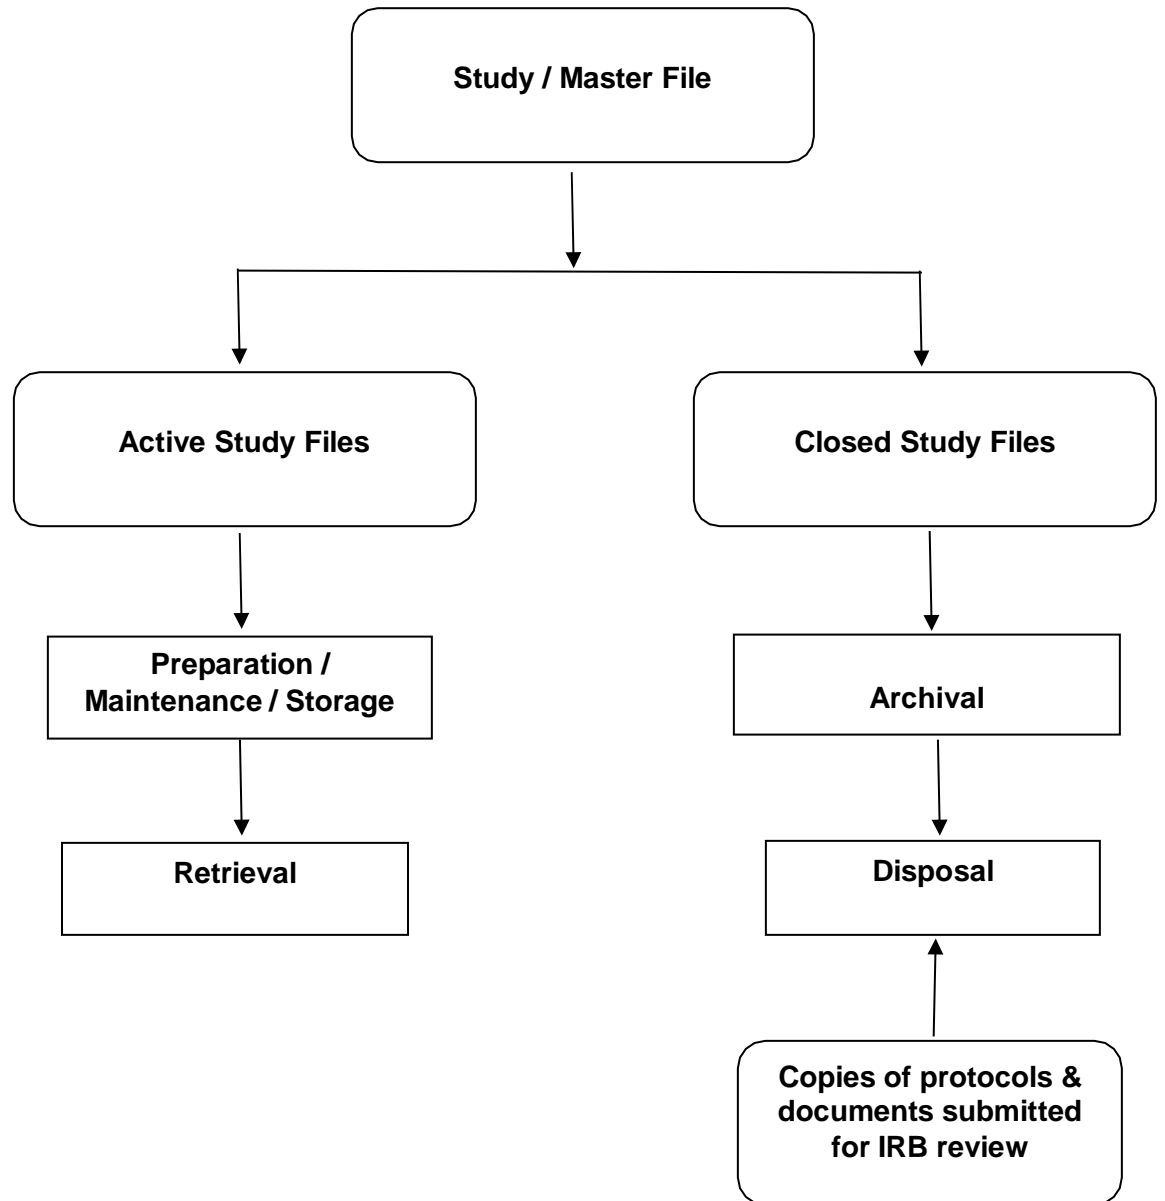 Study / Master File
Active Study Files
Closed Study Files
Preparation /
Maintenance / Storage
Archival
Retrieval
Disposal
Copies of protocols &
documents submitted
for IRB review